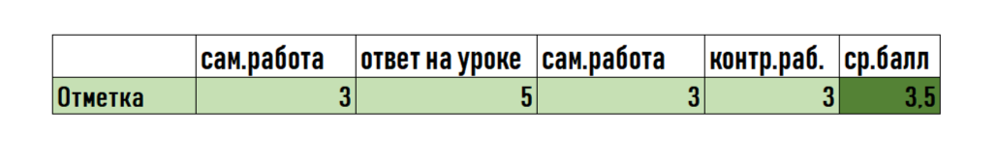 сам.работа ответ на уроке сам.работа контр.раб. ср.балл
Отметка 3 5 3 3 3,5